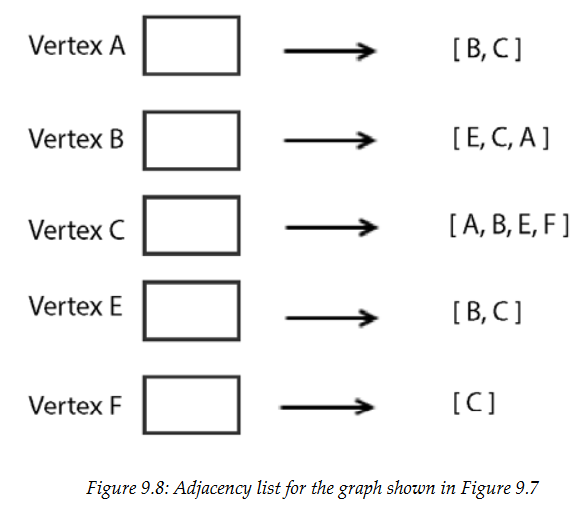 Vertex A [ B, C ]
Vertex B [ E, C, A ]
Vertex C [ A, B, E, F ]
Vertex E [ B, C ]
Vertex F [ C ]
Figure 9.8: Adjacency list for the graph shown in Figure 9.7